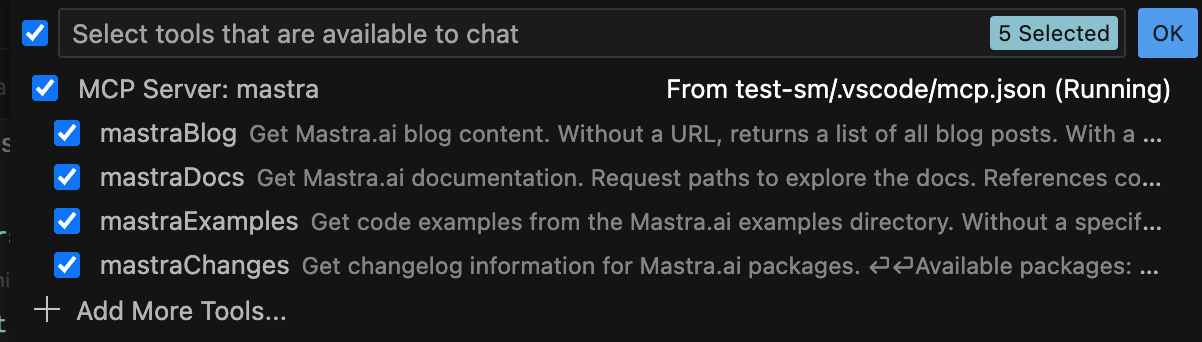 Select tools that are available to chat 5 Selected OK
MCP Server: mastra From test-sm/.vscode/mcp.json (Running)
mastraBlog Get Mastra.ai blog content. Without a URL, returns a list of all blog posts. With a ...
mastraDocs Get Mastra.ai documentation. Request paths to explore the docs. References co...
mastraExamples Get code examples from the Mastra.ai examples directory. Without a specif...
mastraChanges Get changelog information for Mastra.ai packages. ⏎⏎Available packages: ...
Add More Tools...